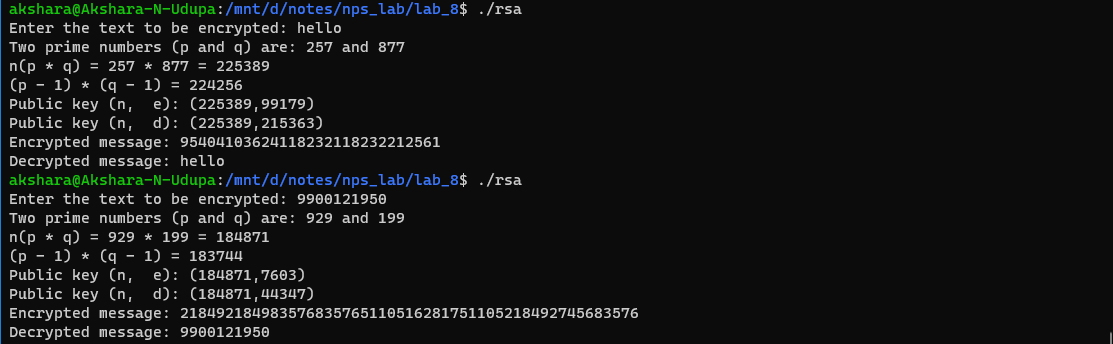 akshara@Akshara-N-Udupa:/mnt/d/notes/nps_lab/lab_8$ ./rsa
Enter the text to be encrypted: hello
Two prime numbers (p and q) are: 257 and 877
n(p * q) = 257 * 877 = 225389
(p - 1) * (q - 1) = 224256
Public key (n,  e): (225389,99179)
Public key (n,  d): (225389,215363)
Encrypted message: 954041036241182321182322​12561
Decrypted message: hello
akshara@Akshara-N-Udupa:/mnt/d/notes/nps_lab/lab_8$ ./rsa
Enter the text to be encrypted: 9900121950
Two prime numbers (p and q) are: 929 and 199
n(p * q) = 929 * 199 = 184871
(p - 1) * (q - 1) = 183744
Public key (n,  e): (184871,7603)
Public key (n,  d): (184871,44347)
Encrypted message: 218492184983576835765110516281751105218492745683576
Decrypted message: 9900121950